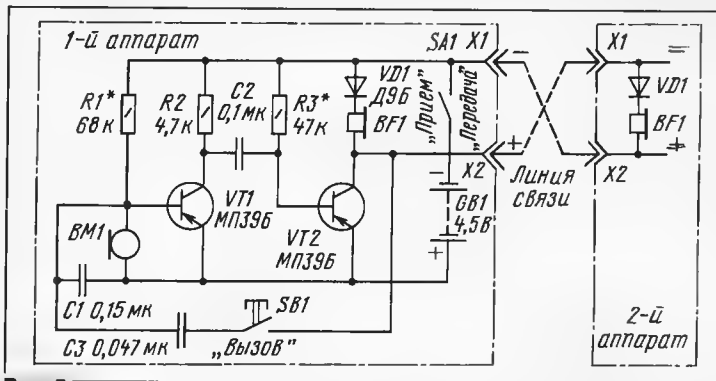 1-й аппарат
SA1 X1
–
X1
R1*
68 к
R2
4,7к
C2
0,1 мк
R3*
47к
VD1
Д9Б
BF1
„Прием"
„Передача"
VD1
BF1
+
X2
X2
Линия
связи
VT1
МП39Б
VT2
МП39Б
–
GB1
4,5В
+
BM1
C1 0,15 мк
SB1
C3 0,047 мк
„Вызов"
2-й
аппарат